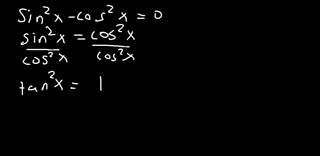 sin²x - cos²x = 0
sin²x = cos²x
cos²x cos²x
tan²x = 1